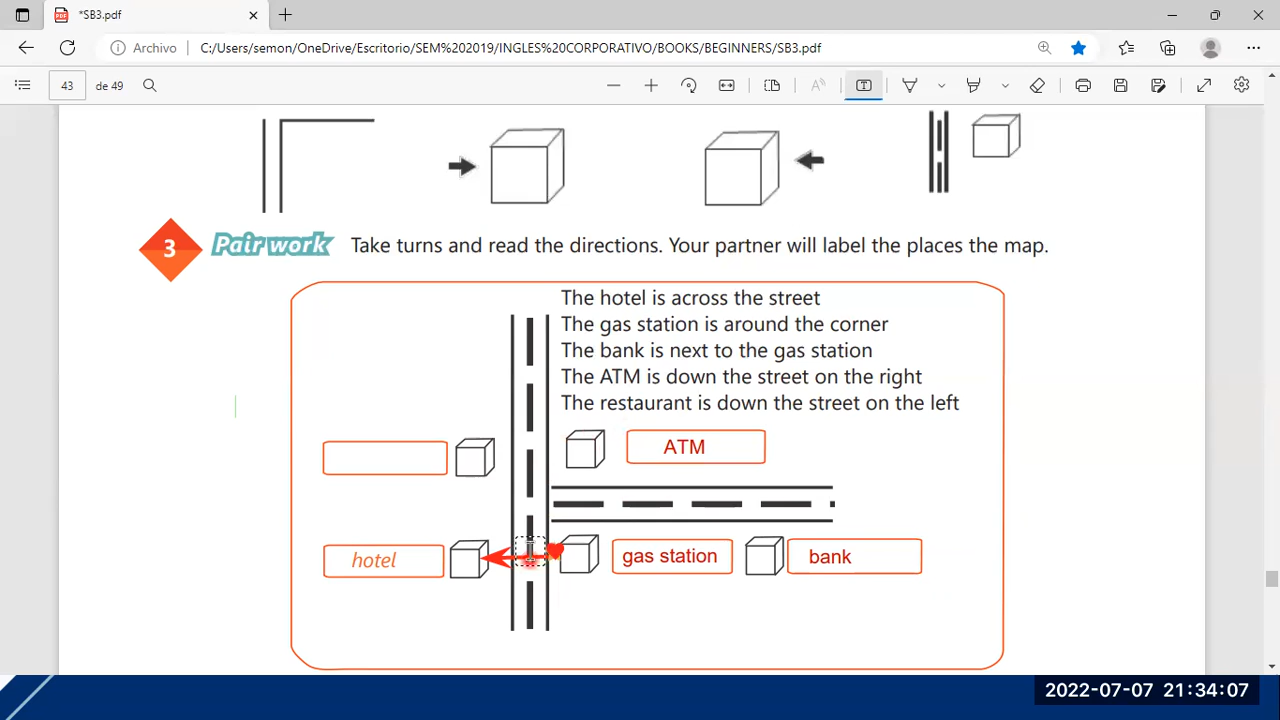 *SB3.pdf
Archivo
C:/Users/semon/OneDrive/Escritorio/SEM%202019/INGLES%20CORPORATIVO/BOOKS/BEGINNERS/SB3.pdf
43
de 49
3
Pair work
Take turns and read the directions. Your partner will label the places the map.
The hotel is across the street
The gas station is around the corner
The bank is next to the gas station
The ATM is down the street on the right
The restaurant is down the street on the left
ATM
hotel
gas station
bank
2022-07-07 21:34:07